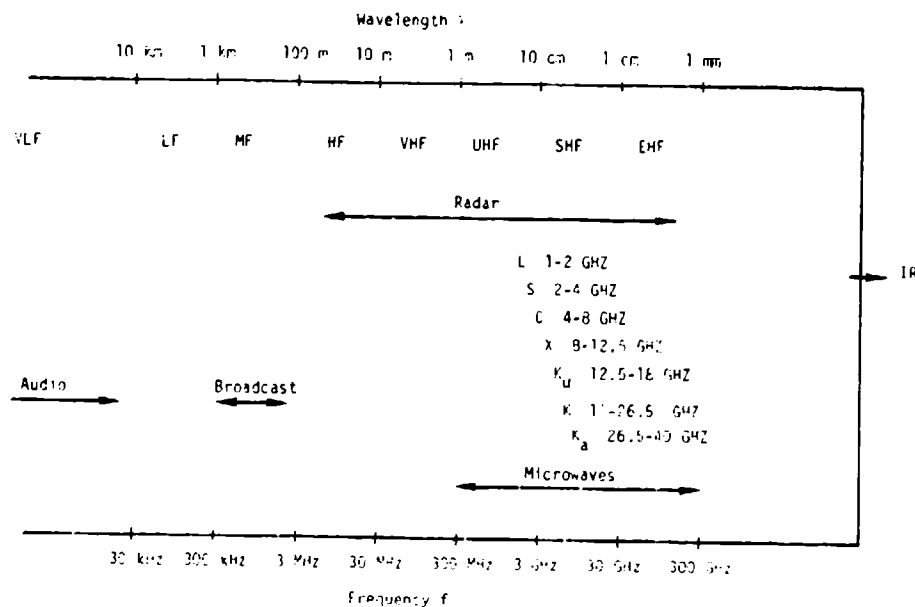 Wavelength λ
10 km 1 km 100 m 10 m 1 m 10 cm 1 cm 1 mm
VLF LF MF HF VHF UHF SHF EHF
Radar
L 1-2 GHZ
IR
S 2-4 GHZ
C 4-8 GHZ
X 8-12.5 GHZ
Ku 12.5-18 GHZ
Audio Broadcast
K -26.5 GHZ
Ka 26.5-40 GHZ
Microwaves
30 kHz 300 kHz 3 MHz 30 MHz 300 MHz 3 GHz 30 GHz 300 GHz
Frequency f